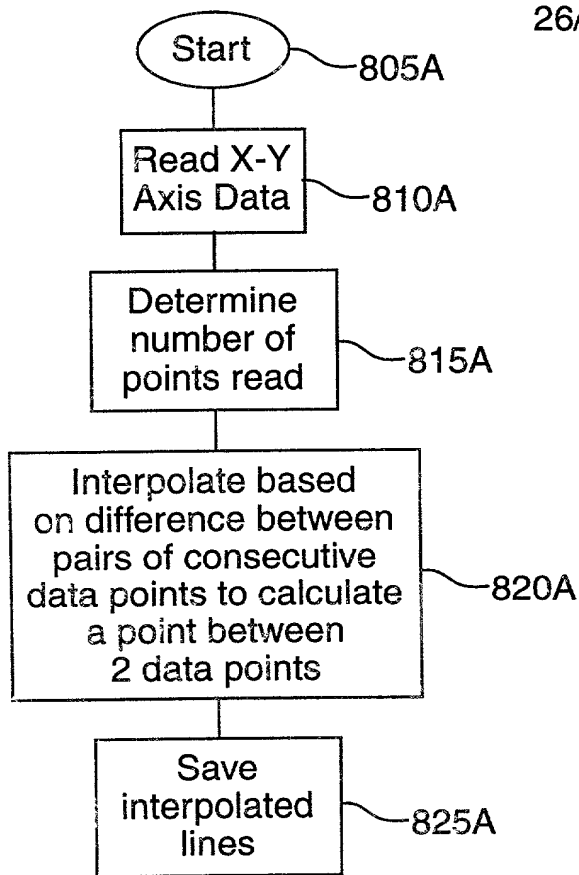 26A
Start
805A
Read X-Y
Axis Data
810A
Determine
number of
points read
815A
Interpolate based
on difference between
pairs of consecutive
data points to calculate
a point between
2 data points
820A
Save
interpolated
lines
825A